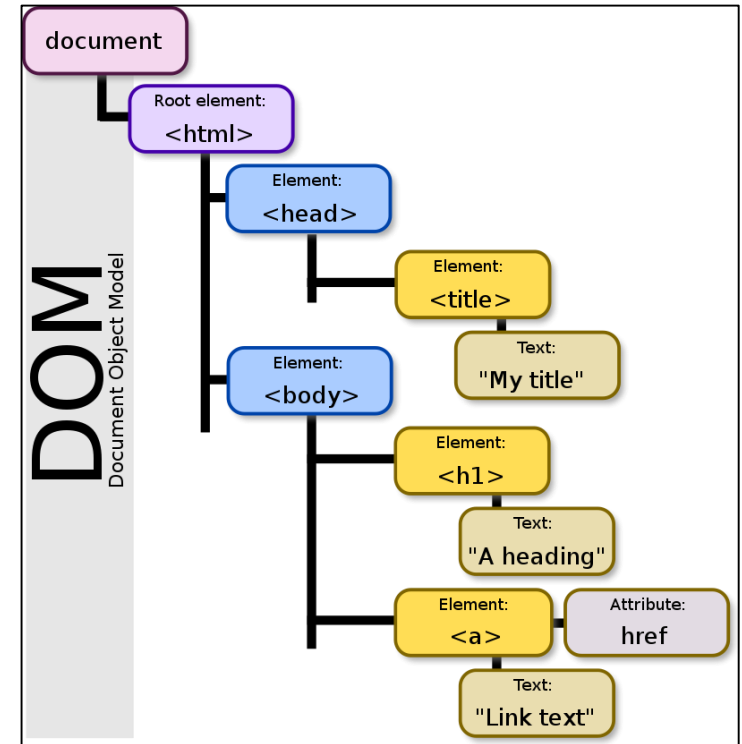 document
Root element:
<html>
Element:
<head>
Element:
<title>
Text:
"My title"
Element:
<body>
Element:
<h1>
Text:
"A heading"
Element:
<a>
Attribute:
href
Text:
"Link text"
DOM
Document Object Model